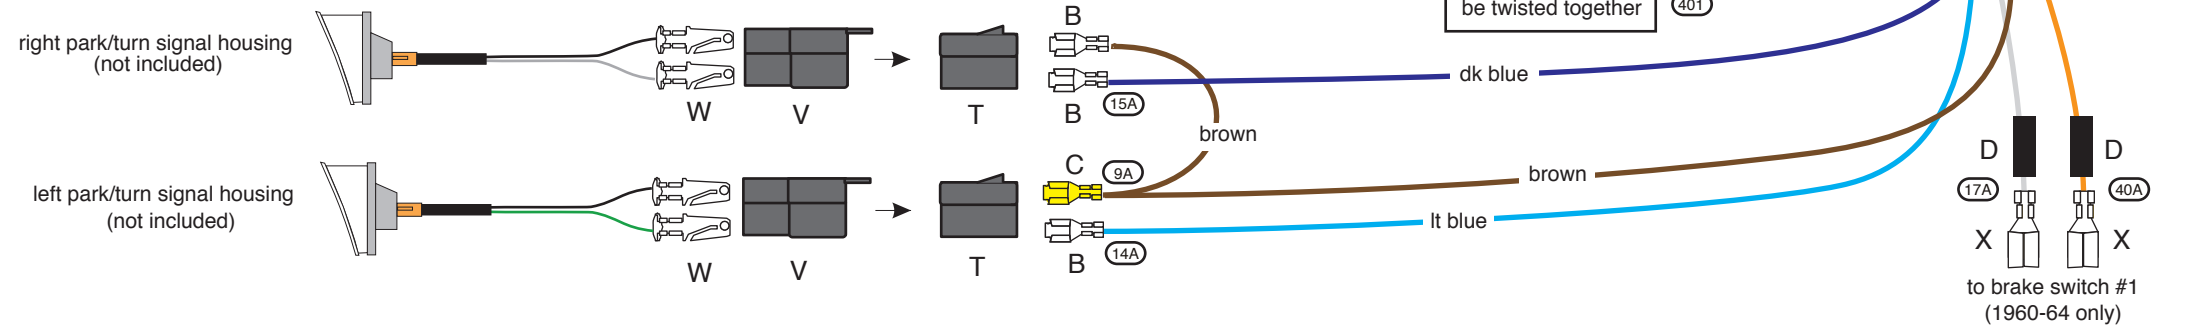 be twisted together
401
right park/turn signal housing
(not included)
W
V
T
B
B
15A
dk blue
brown
left park/turn signal housing
(not included)
W
V
T
C
9A
B
14A
brown
lt blue
D
D
17A
40A
X
X
to brake switch #1
(1960-64 only)